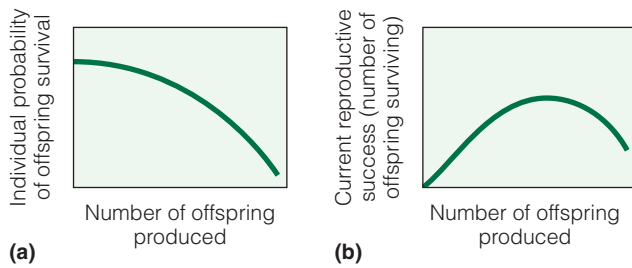 Individual probability
of offspring survival
Number of offspring
produced
(a)
Current reproductive
success (number of
offspring surviving)
Number of offspring
produced
(b)